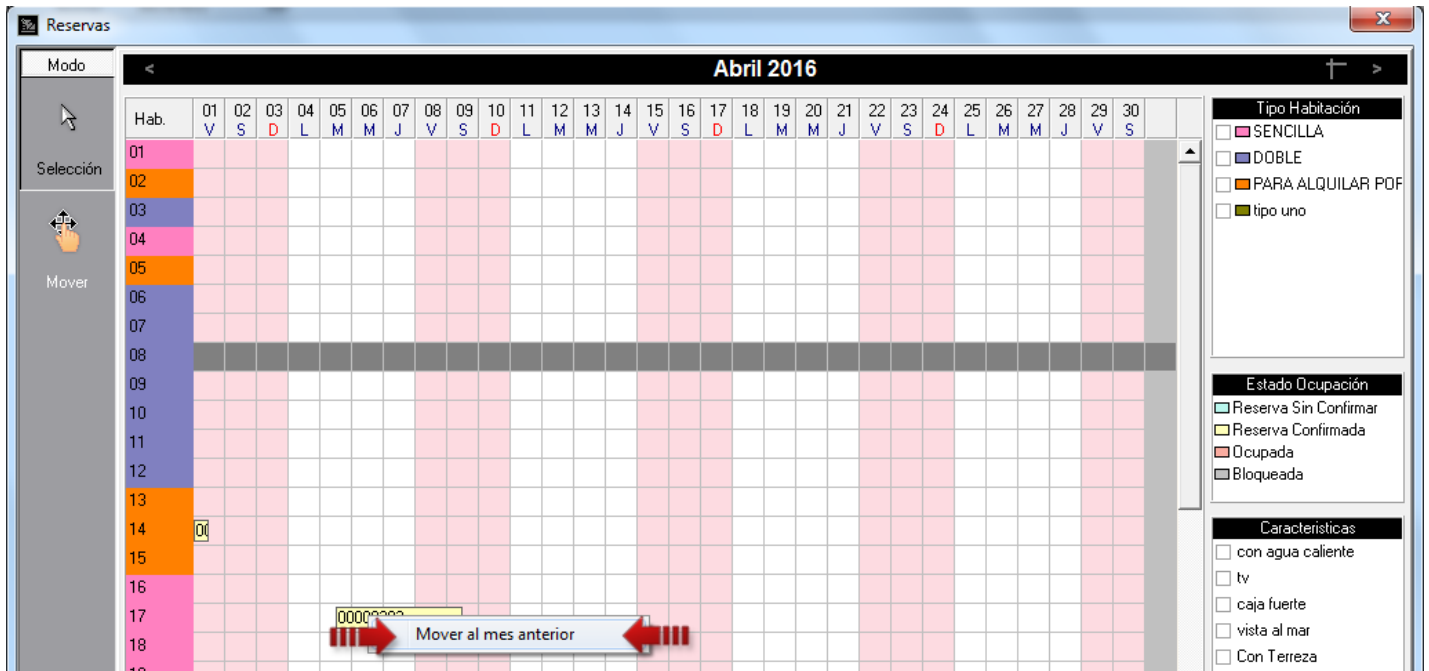 Reservas
Modo
Selección
Mover
< Abril 2016 >
Hab. 01 02 03 04 05 06 07 08 09 10 11 12 13 14 15 16 17 18 19 20 21 22 23 24 25 26 27 28 29 30
V S D L M M J V S D L M M J V S D L M M J V S D L M M J V S
01
02
03
04
05
06
07
08
09
10
11
12
13
14
15
16
17
18
Mover al mes anterior
Tipo Habitación
SENCILLA
DOBLE
PARA ALQUILAR POR
tipo uno
Estado Ocupación
Reserva Sin Confirmar
Reserva Confirmada
Ocupada
Bloqueada
Caracteristicas
con agua caliente
tv
caja fuerte
vista al mar
Con Terreza